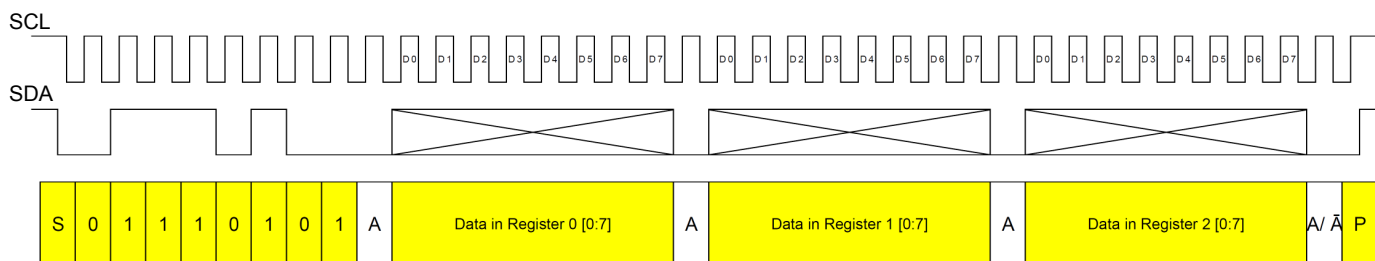 SCL
D0 D1 D2 D3 D4 D5 D6 D7 D0 D1 D2 D3 D4 D5 D6 D7 D0 D1 D2 D3 D4 D5 D6 D7
SDA
S 0 1 1 1 0 1 0 1 A Data in Register 0 [0:7] A Data in Register 1 [0:7] A Data in Register 2 [0:7] A/ Ā P